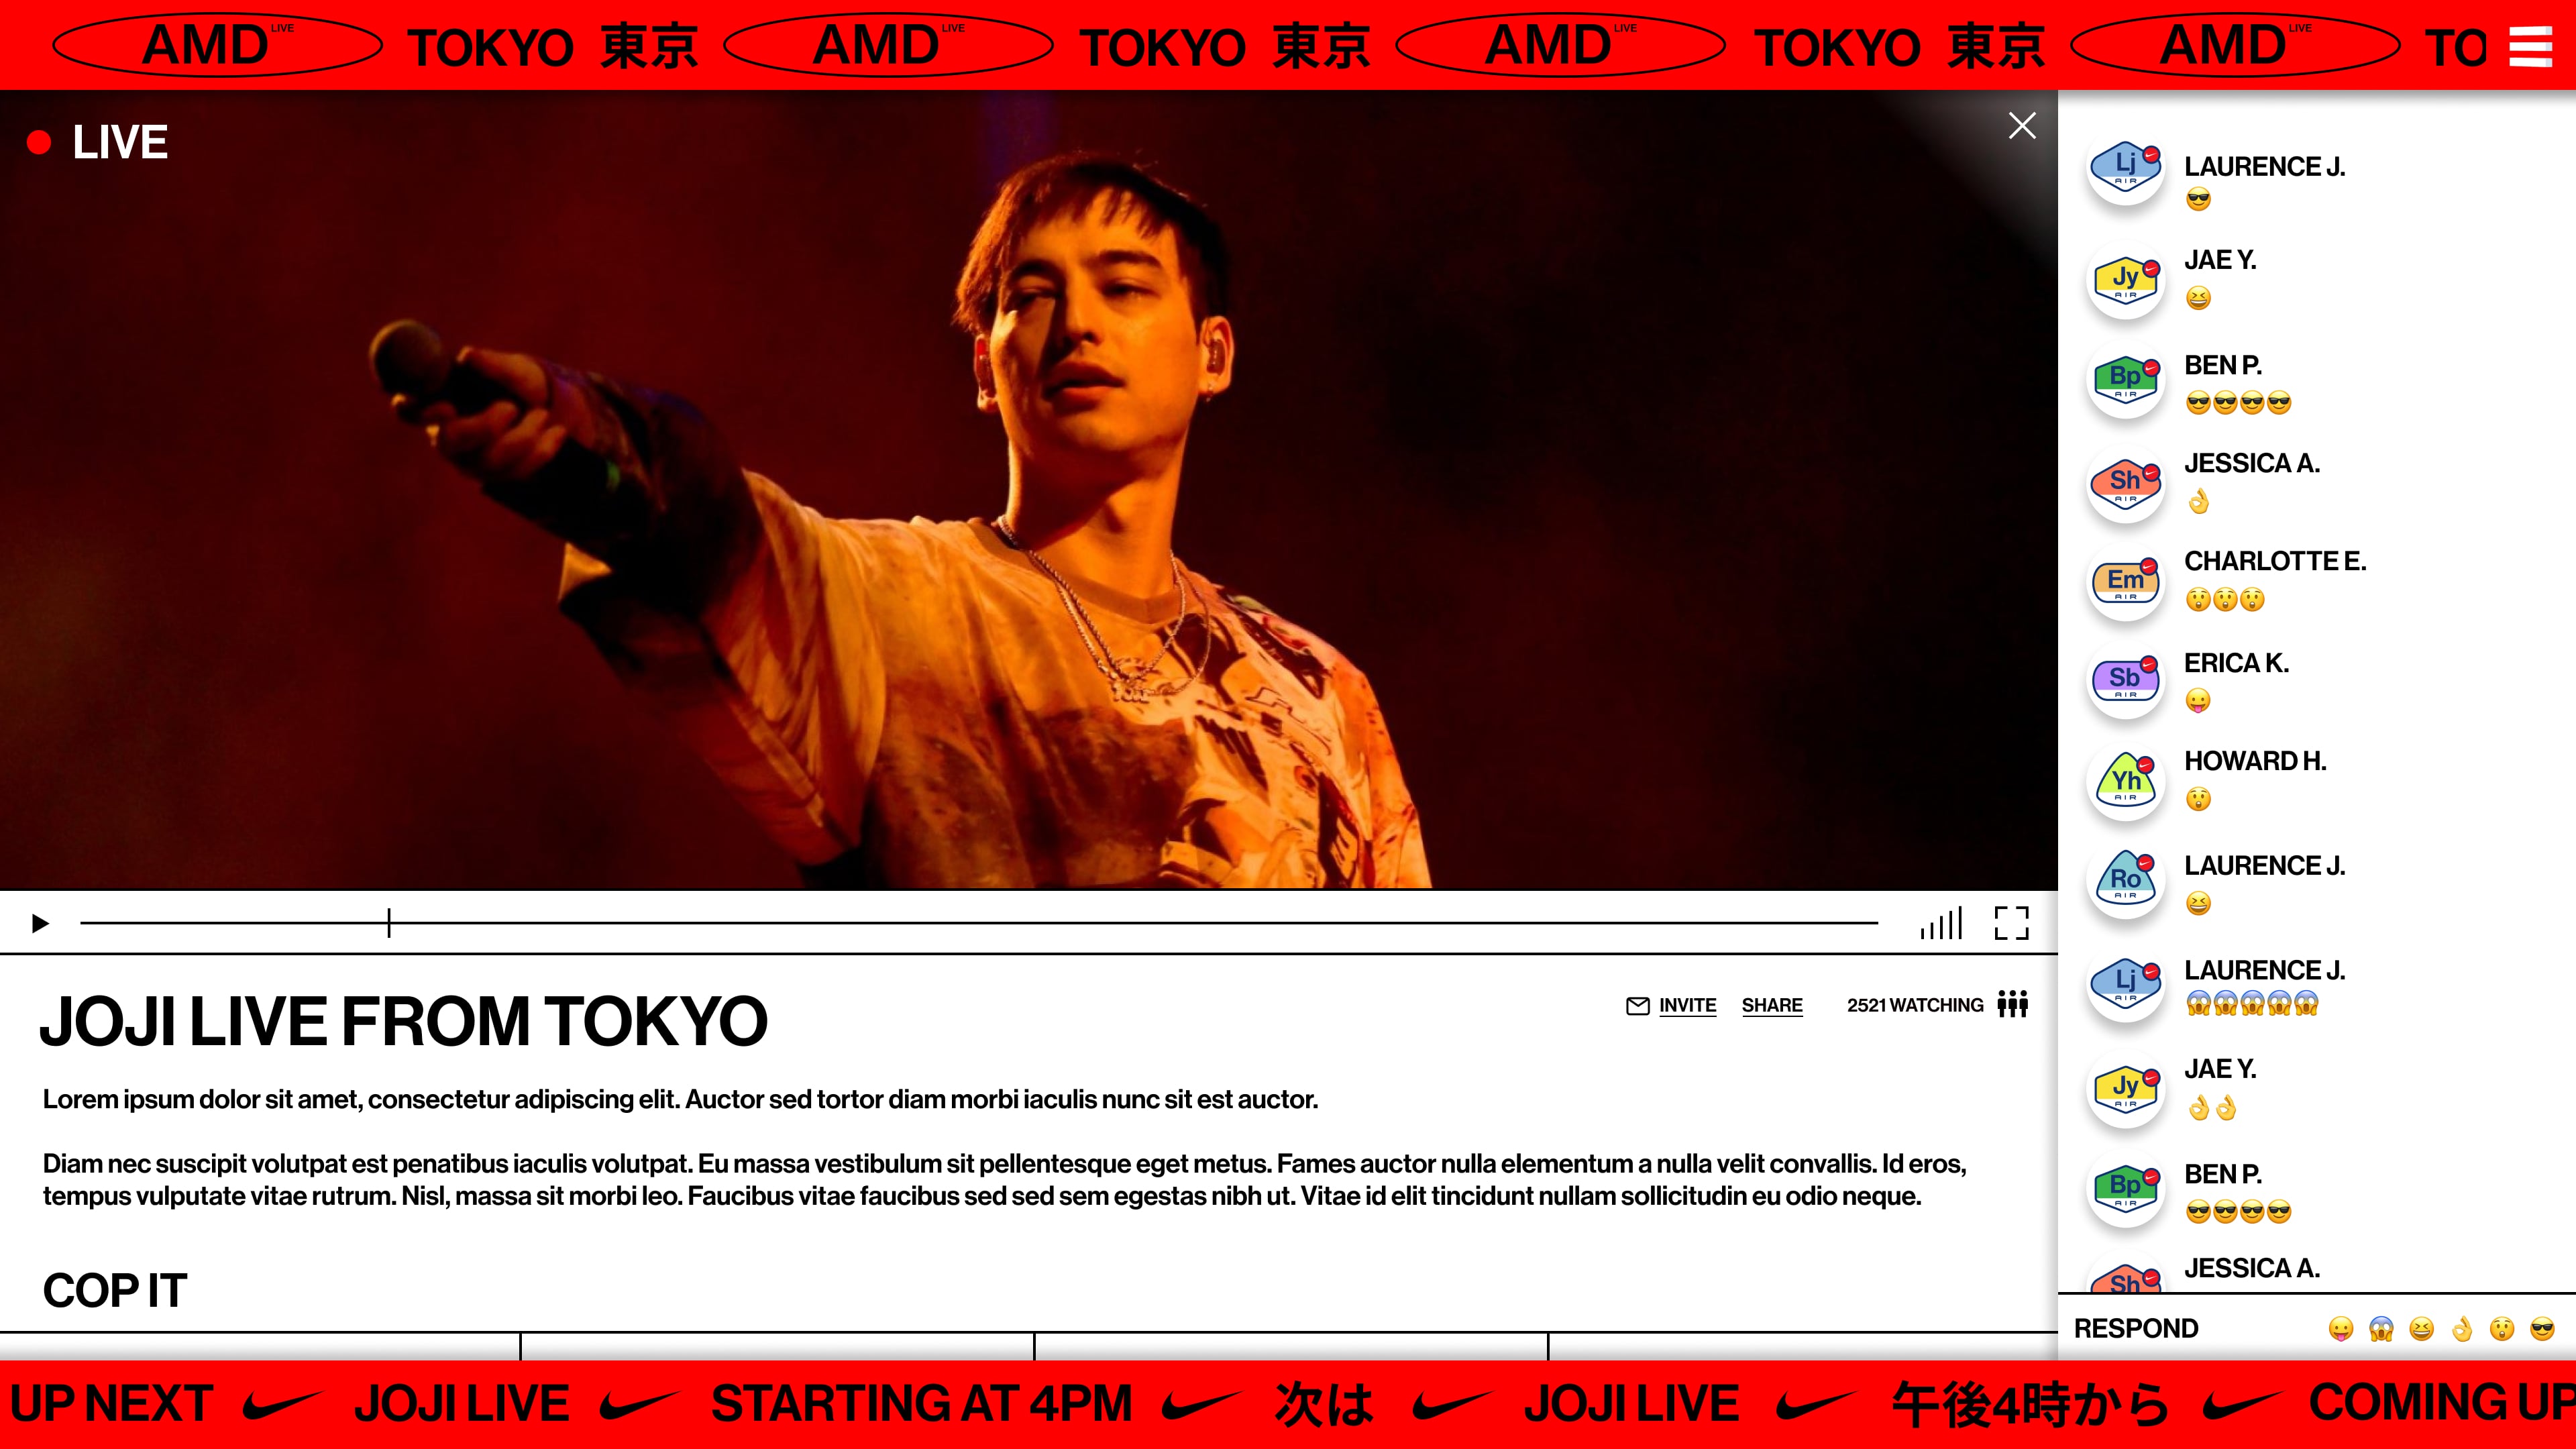 AMD LIVE TOKYO 東京 AMD LIVE TOKYO 東京 AMD LIVE TOKYO 東京 AMD LIVE TO
LIVE
JOJI LIVE FROM TOKYO
INVITE SHARE 2521 WATCHING
Lorem ipsum dolor sit amet, consectetur adipiscing elit. Auctor sed tortor diam morbi iaculis nunc sit est auctor.
Diam nec suscipit volutpat est penatibus iaculis volutpat. Eu massa vestibulum sit pellentesque eget metus. Fames auctor nulla elementum a nulla velit convallis. Id eros,
tempus vulputate vitae rutrum. Nisl, massa sit morbi leo. Faucibus vitae faucibus sed sed sem egestas nibh ut. Vitae id elit tincidunt nullam sollicitudin eu odio neque.
COP IT
Lj AIR
LAURENCE J.
😎
Jy AIR
JAE Y.
😆
Bp AIR
BEN P.
😎😎😎😎
Sh AIR
JESSICA A.
👌
Em AIR
CHARLOTTE E.
😲😲😲
Sb AIR
ERICA K.
😛
Yh AIR
HOWARD H.
😲
Ro AIR
LAURENCE J.
😆
Lj AIR
LAURENCE J.
😱😱😱😱😱
Jy AIR
JAE Y.
👌👌
Bp AIR
BEN P.
😎😎😎😎
Sh
JESSICA A.
RESPOND 😛 😱 😆 👌 😲 😎
UP NEXT JOJI LIVE STARTING AT 4PM 次は JOJI LIVE 午後4時から COMING UP